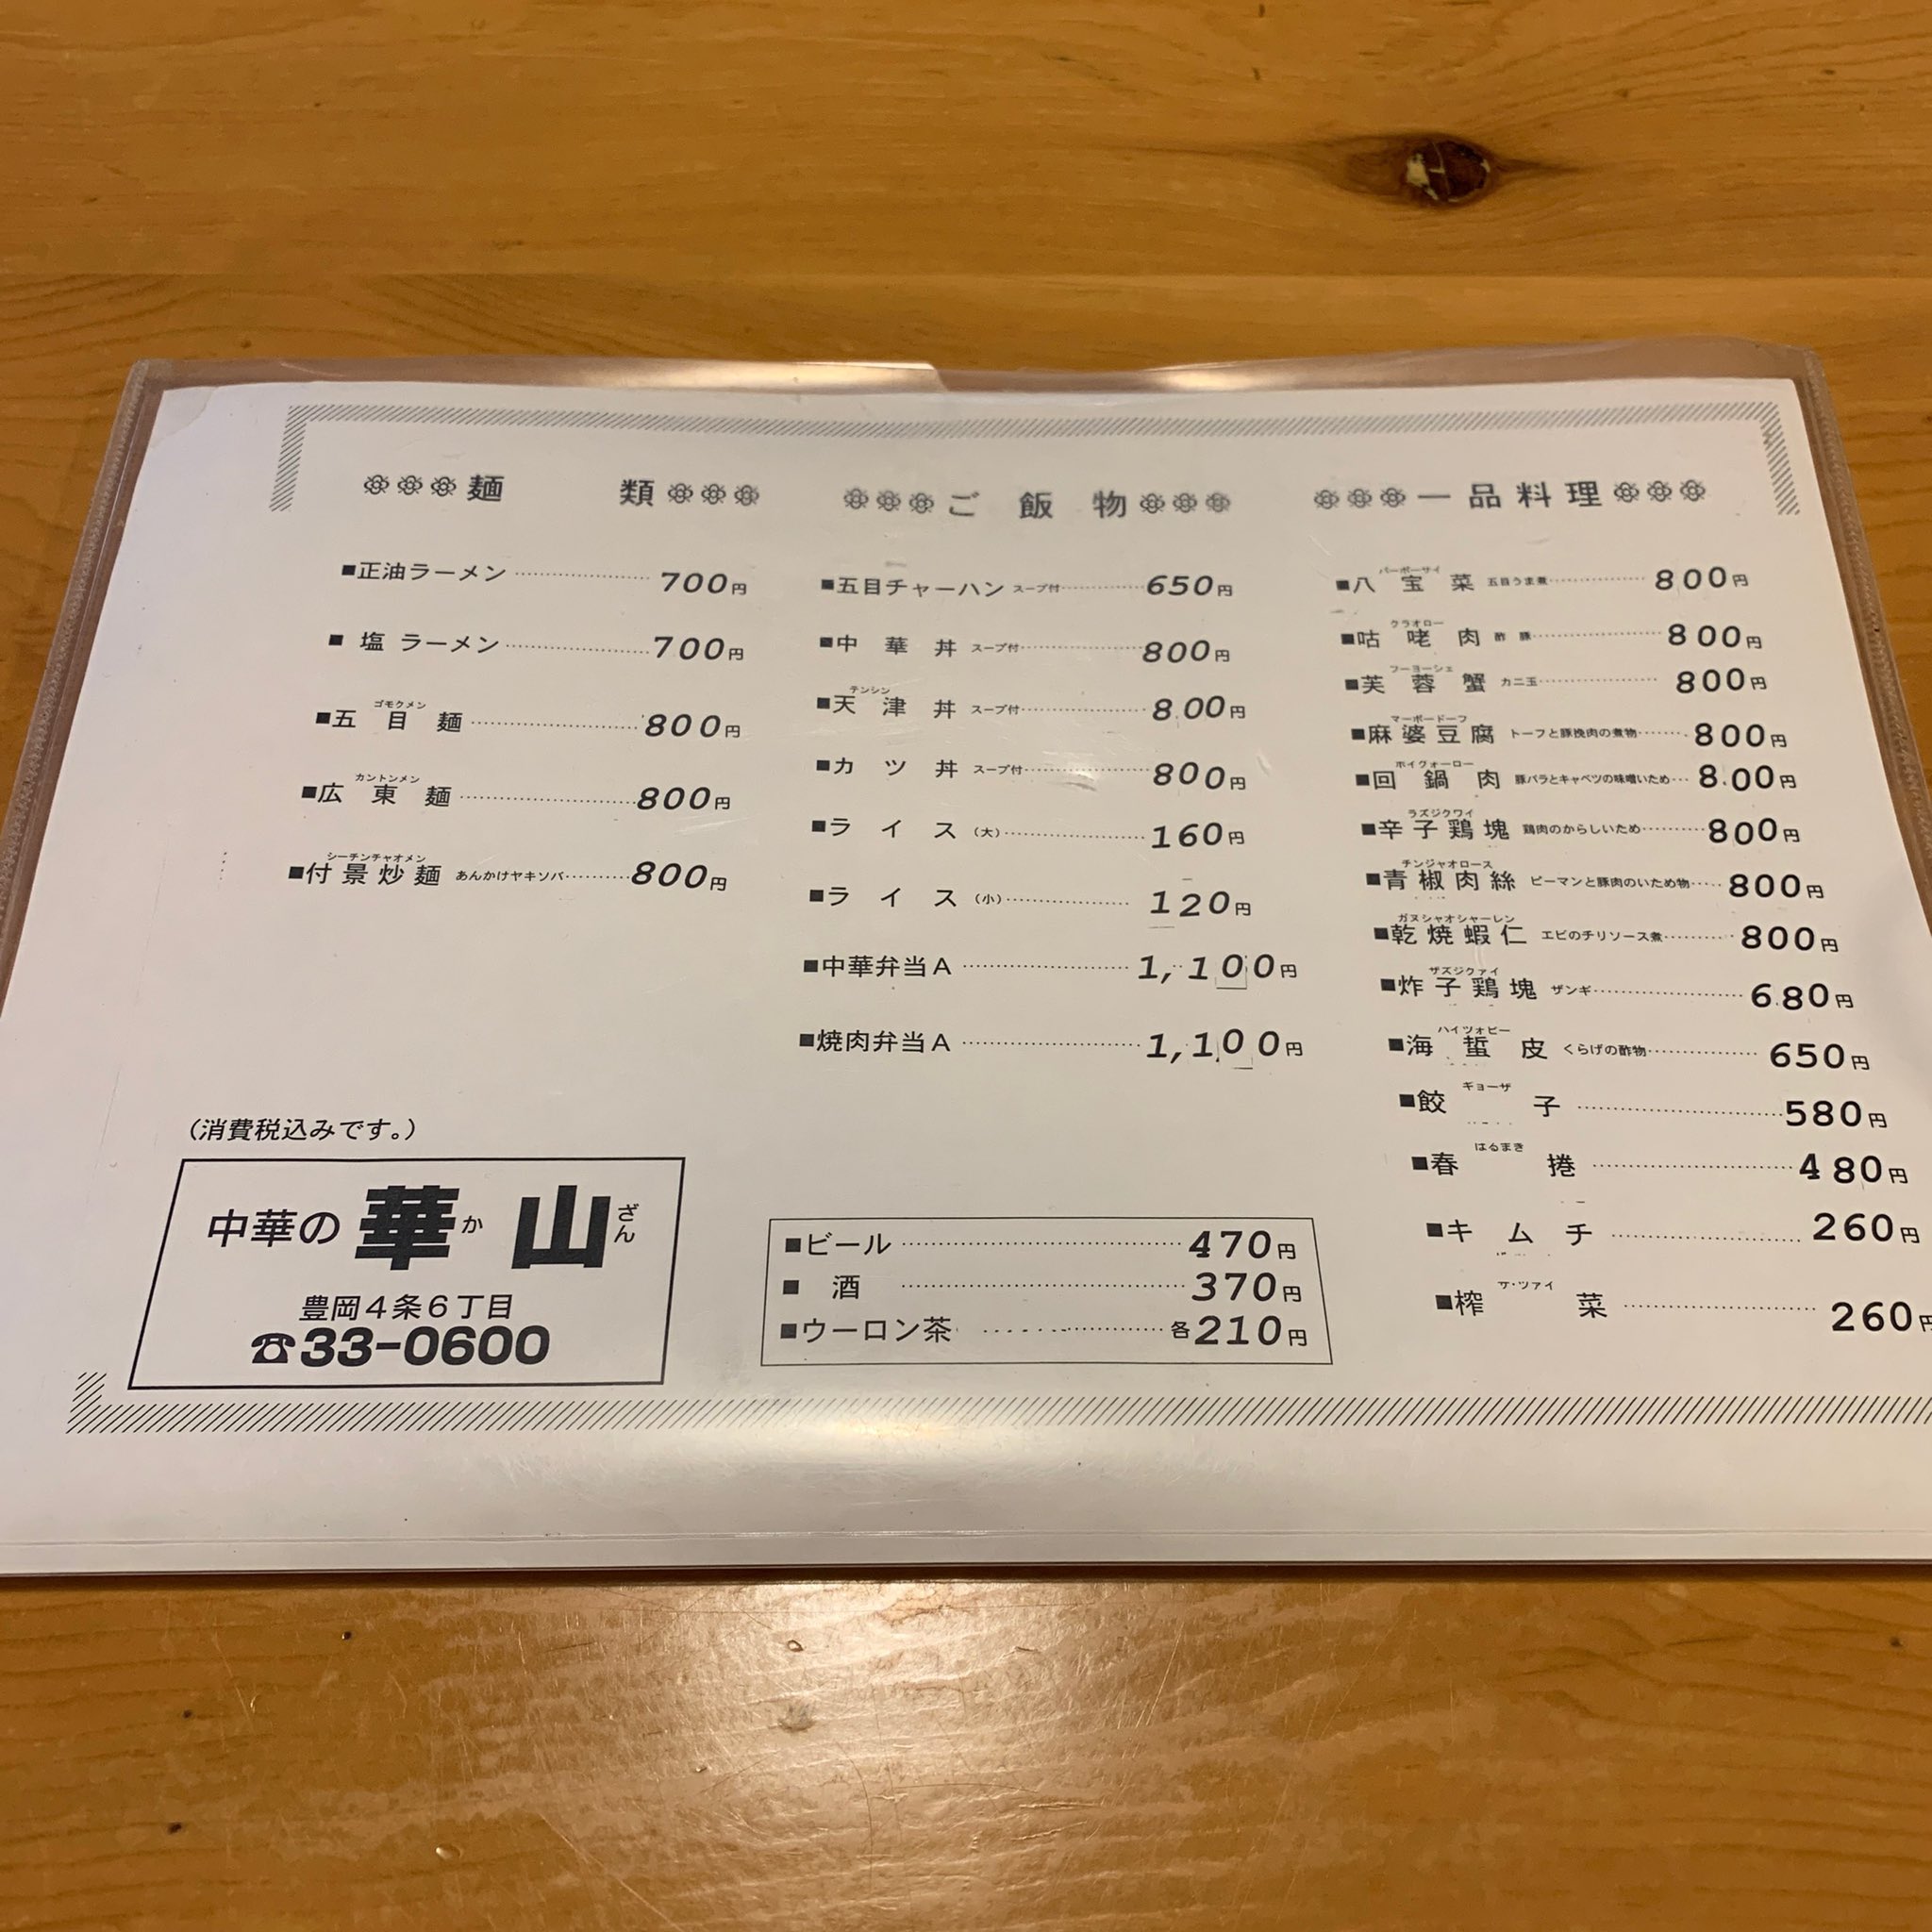 麺 類
■正油ラーメン 700円
■塩 ラーメン 700円
ゴモクメン
■五目麺 800円
カントンメン
■広東麺 800円
シーチンチャオメン
■付景炒麺 あんかけヤキソバ 800円
(消費税込みです。)
中華の華か山ざん
豊岡4条6丁目
☎33-0600
ご飯物
■五目チャーハン スープ付 650円
■中華丼 スープ付 800円
テンシン
■天津丼 スープ付 800円
■カツ丼 スープ付 800円
■ライス (大) 160円
■ライス (小) 120円
■中華弁当A 1,100円
■焼肉弁当A 1,100円
■ビール 470円
■酒 370円
■ウーロン茶 各210円
一品料理
パーポーサイ
■八宝菜 五目うま煮 800円
クラオロー
■咕咾肉 酢豚 800円
フーヨーシェ
■芙蓉蟹 カニ玉 800円
マーボードーフ
■麻婆豆腐 トーフと豚挽肉の煮物 800円
ホイクォーロー
■回鍋肉 豚バラとキャベツの味噌いため 800円
ラズジクワイ
■辛子鶏塊 鶏肉のからしいため 800円
チンジャオロース
■青椒肉絲 ピーマンと豚肉のいため物 800円
ガヌシャオシャーレン
■乾焼蝦仁 エビのチリソース煮 800円
ザズジクァイ
■炸子鶏塊 ザンギ 680円
ハイツォピー
■海蜇皮 くらげの酢物 650円
ギョーザ
■餃子 580円
はるまき
■春捲 480円
■キムチ 260円
ザ・ツァイ
■榨菜 260円